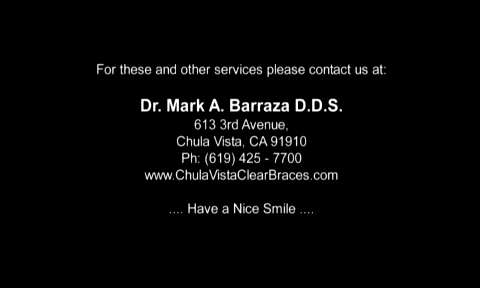 For these and other services please contact us at:
Dr. Mark A. Barraza D.D.S.
613 3rd Avenue,
Chula Vista, CA 91910
Ph: (619) 425 - 7700
www.ChulaVistaClearBraces.com
.... Have a Nice Smile ....